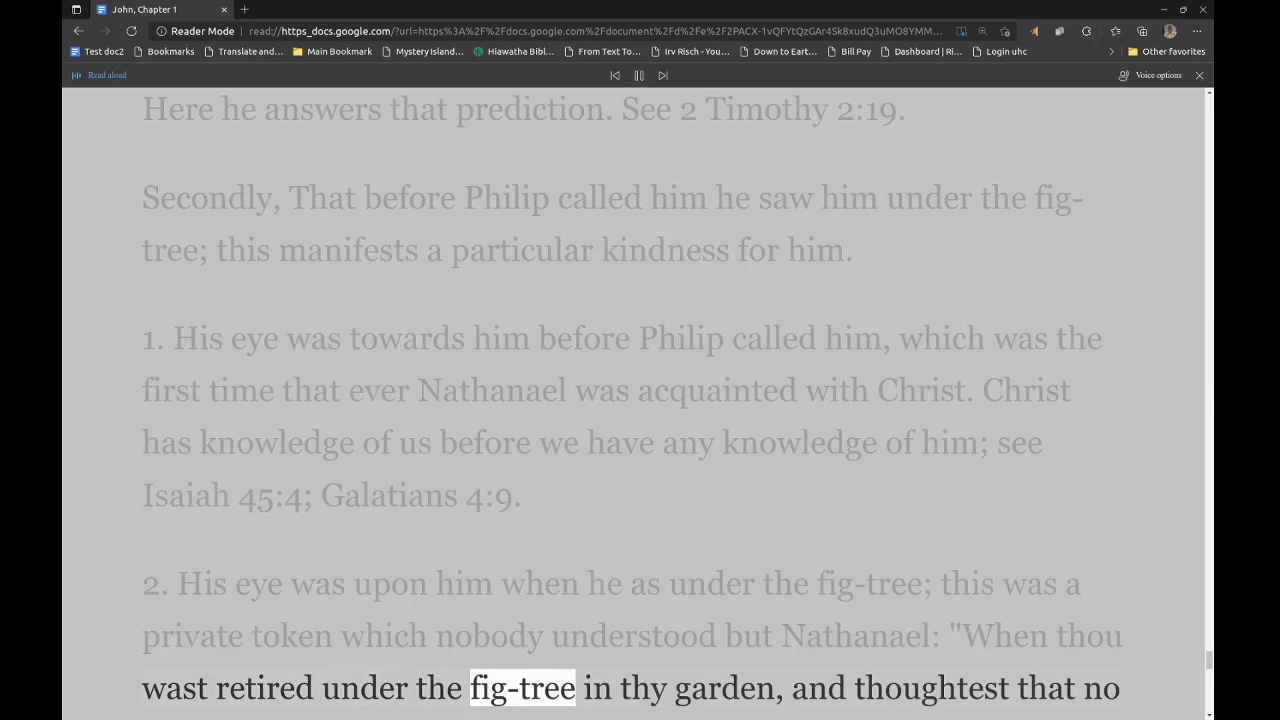 John, Chapter 1
Reader Mode read://https_docs.google.com/?url=https%3A%2F%2Fdocs.google.com%2Fdocument%2Fd%2Fe%2F2PACX-1vQFYtQzGAr4Sk8xudQ3uMO8YMM...
Test doc2 Bookmarks Translate and... Main Bookmark Mystery Island... Hiawatha Bibl... From Text To... Irv Risch - You... Down to Eart... Bill Pay Dashboard | Ri... Login uhc Other favorites
Read aloud Voice options
Here he answers that prediction. See 2 Timothy 2:19.
Secondly, That before Philip called him he saw him under the fig-
tree; this manifests a particular kindness for him.
1. His eye was towards him before Philip called him, which was the
first time that ever Nathanael was acquainted with Christ. Christ
has knowledge of us before we have any knowledge of him; see
Isaiah 45:4; Galatians 4:9.
2. His eye was upon him when he as under the fig-tree; this was a
private token which nobody understood but Nathanael: "When thou
wast retired under the fig-tree in thy garden, and thoughtest that no